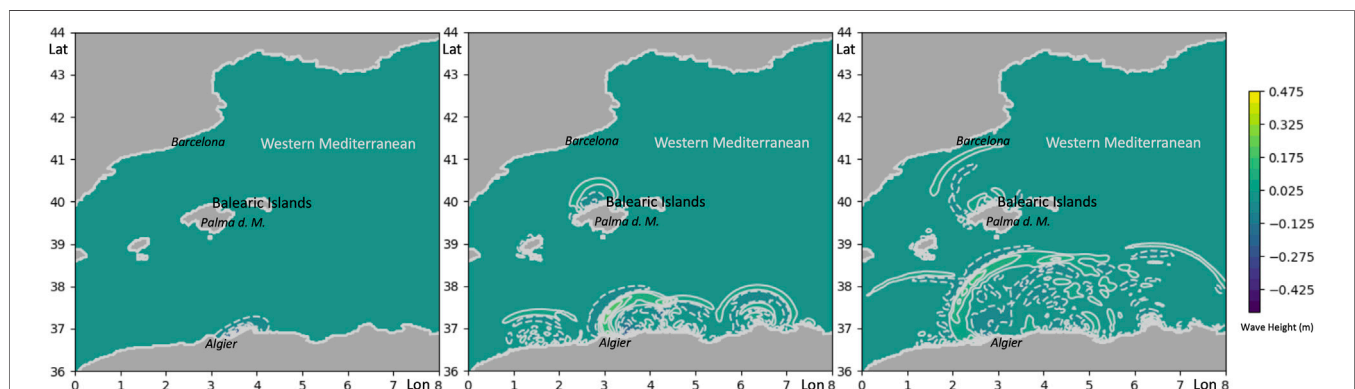 44
Lat
43
42
Barcelona
Western Mediterranean
41
40
Balearic Islands
Palma d. M.
39
38
37
Algier
36
0 1 2 3 4 5 6 7 Lon 8
44
Lat
43
42
Barcelona
Western Mediterranean
41
40
Balearic Islands
Palma d. M.
39
38
37
Algier
36
0 1 2 3 4 5 6 7 Lon 8
44
Lat
43
42
Barcelona
Western Mediterranean
41
40
Balearic Islands
Palma d. M.
39
38
37
Algier
36
0 1 2 3 4 5 6 7 Lon 8
0.475
0.325
0.175
0.025
−0.125
−0.275
−0.425
Wave Height (m)